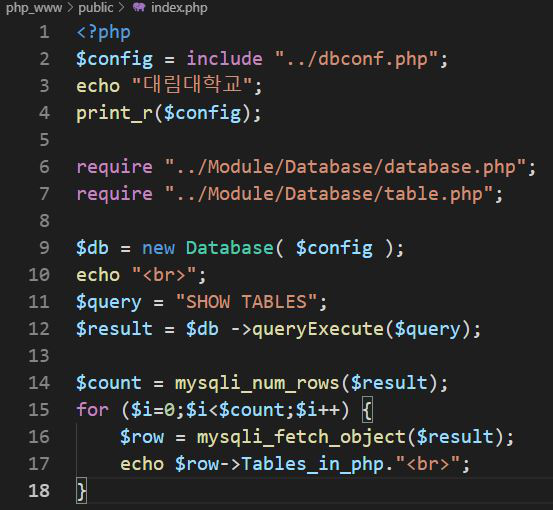 php_www > public > index.php
1 <?php
2 $config = include "../dbconf.php";
3 echo "대림대학교";
4 print_r($config);
5
6 require "../Module/Database/database.php";
7 require "../Module/Database/table.php";
8
9 $db = new Database( $config );
10 echo "<br>";
11 $query = "SHOW TABLES";
12 $result = $db ->queryExecute($query);
13
14 $count = mysqli_num_rows($result);
15 for ($i=0;$i<$count;$i++) {
16     $row = mysqli_fetch_object($result);
17     echo $row->Tables_in_php."<br>";
18 }